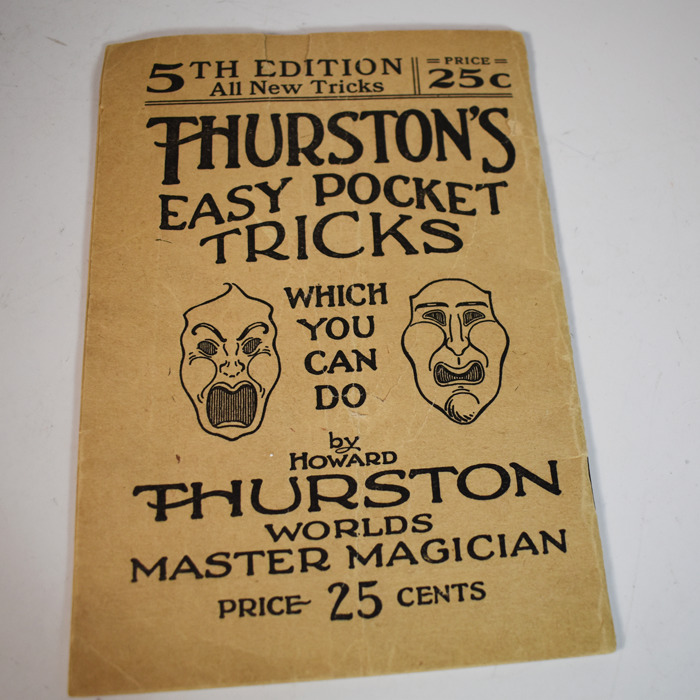 5TH EDITION
All New Tricks
= PRICE =
25c
THURSTON'S
EASY POCKET
TRICKS
WHICH
YOU
CAN
DO
by
HOWARD
THURSTON
WORLDS
MASTER MAGICIAN
PRICE- 25 CENTS